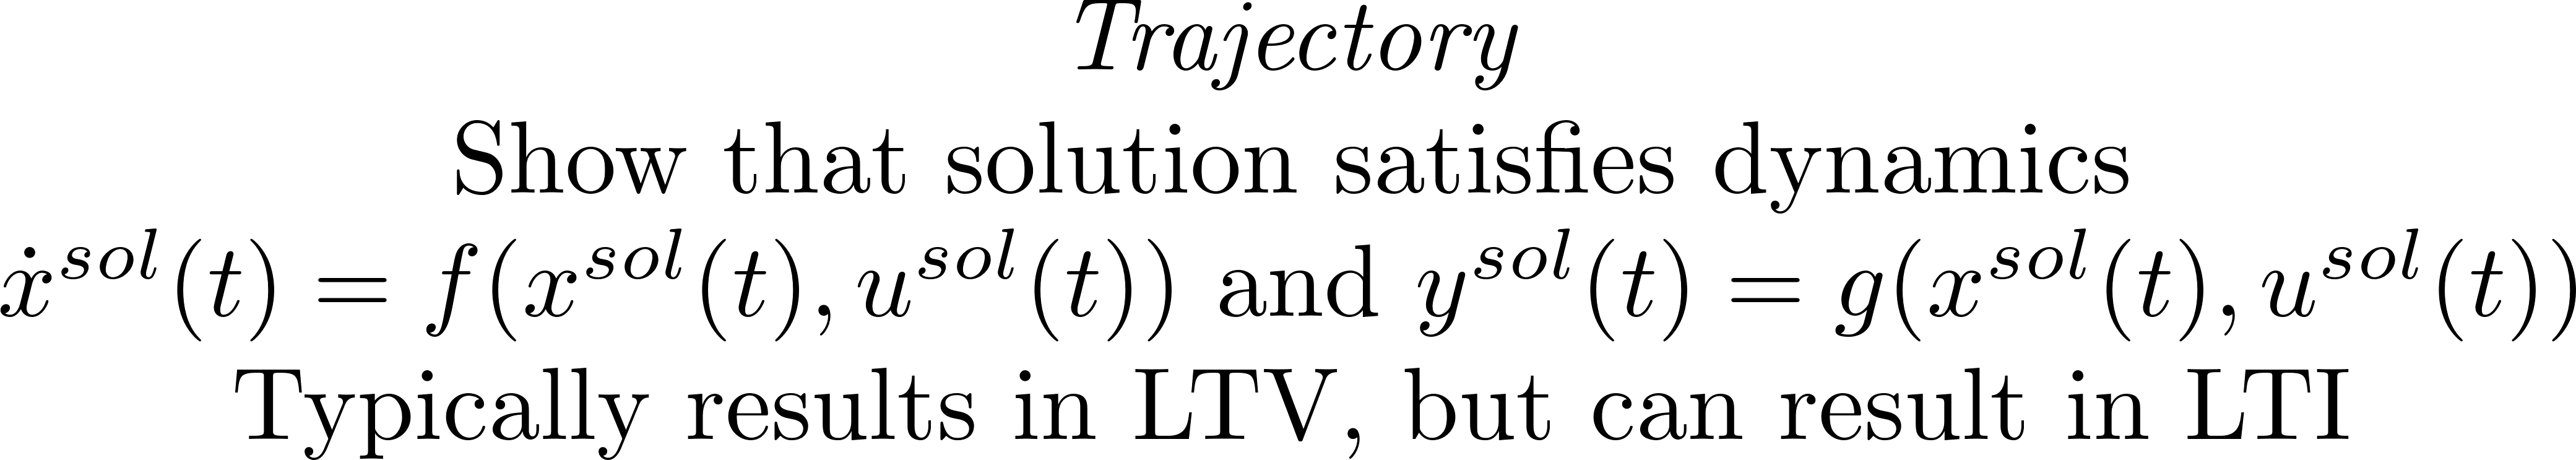 Trajectory
Show that solution satisfies dynamics
ẋ^{sol}(t) = f(x^{sol}(t), u^{sol}(t)) and y^{sol}(t) = g(x^{sol}(t), u^{sol}(t))
Typically results in LTV, but can result in LTI